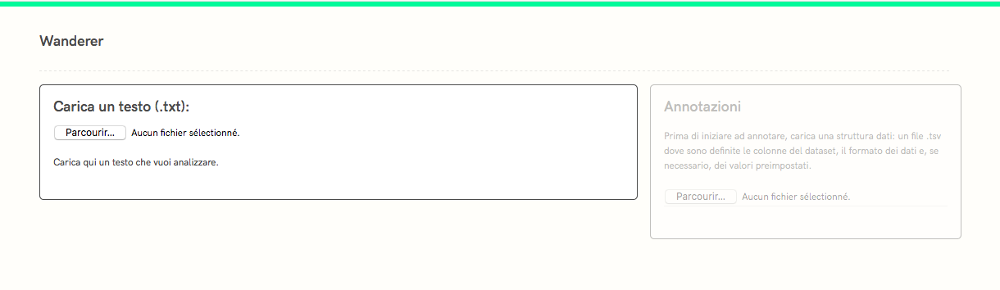 Wanderer
Carica un testo (.txt):
Parcourir... Aucun fichier sélectionné.
Carica qui un testo che vuoi analizzare.
Annotazioni
Prima di iniziare ad annotare, carica una struttura dati: un file .tsv
dove sono definite le colonne del dataset, il formato dei dati e, se
necessario, dei valori preimpostati.
Parcourir... Aucun fichier sélectionné.